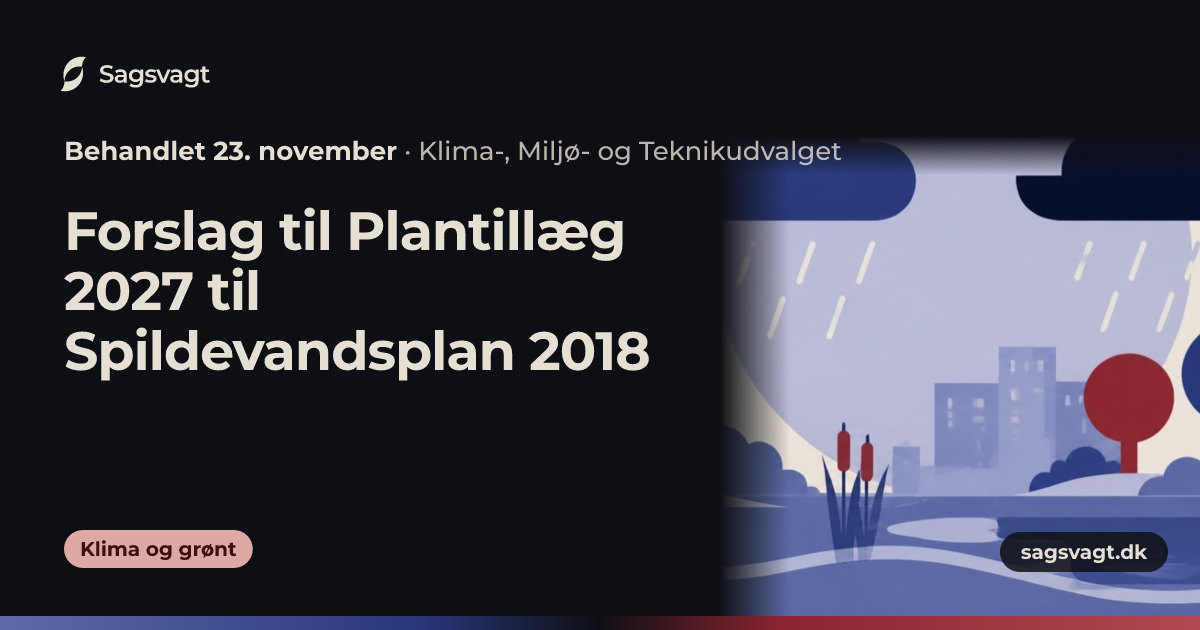 Sagsvagt
Behandlet 23. november · Klima-, Miljø- og Teknikudvalget
Forslag til Plantillæg
2027 til
Spildevandsplan 2018
Klima og grønt
sagsvagt.dk